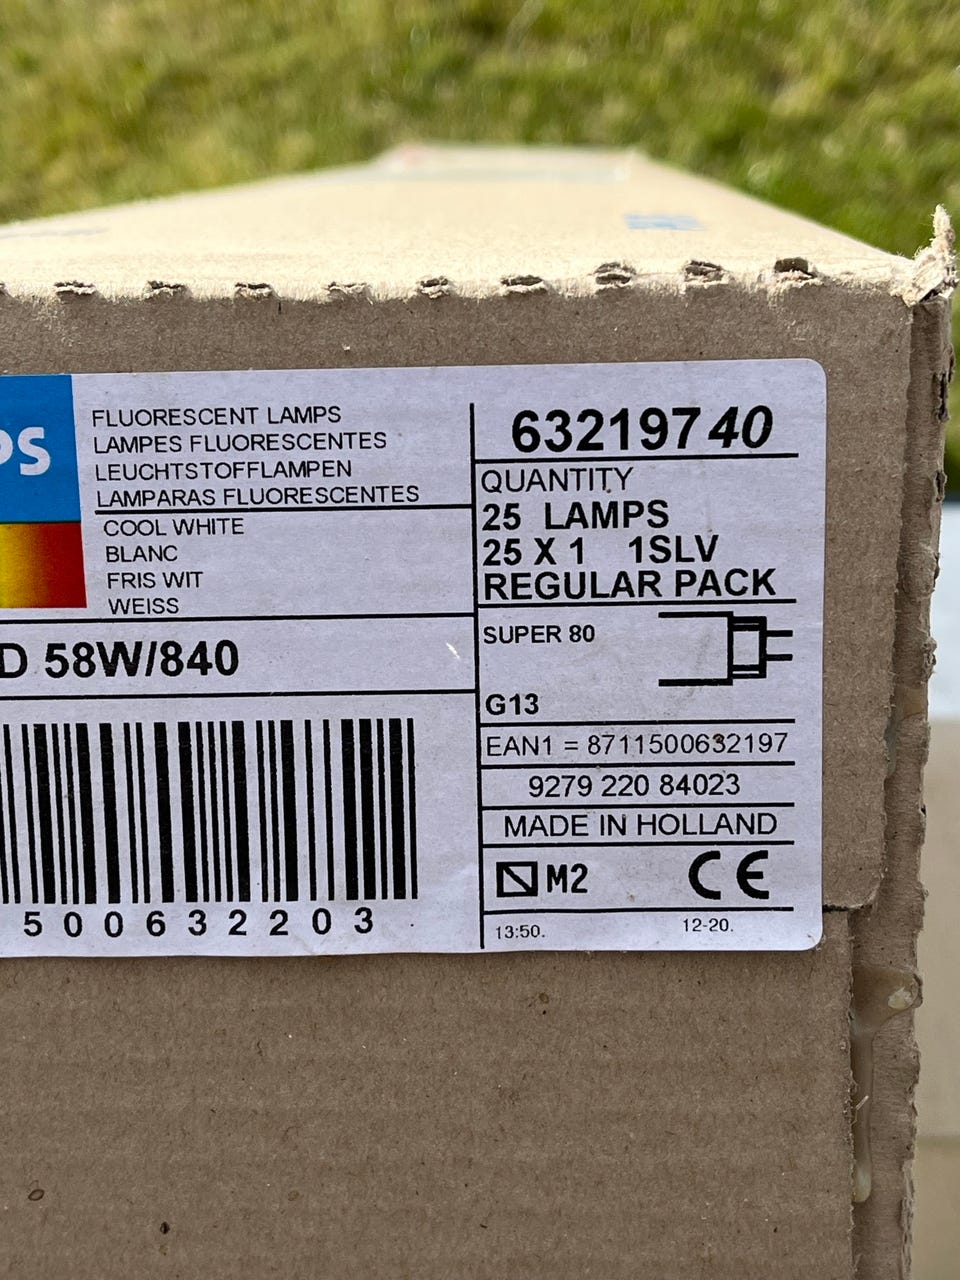 PS
FLUORESCENT LAMPS
LAMPES FLUORESCENTES
LEUCHTSTOFFLAMPEN
LAMPARAS FLUORESCENTES
COOL WHITE
BLANC
FRIS WIT
WEISS
D 58W/840
500632203
63219740
QUANTITY
25 LAMPS
25 X 1 1SLV
REGULAR PACK
SUPER 80
G13
EAN1 = 8711500632197
9279 220 84023
MADE IN HOLLAND
M2 CE
13:50. 12-20.